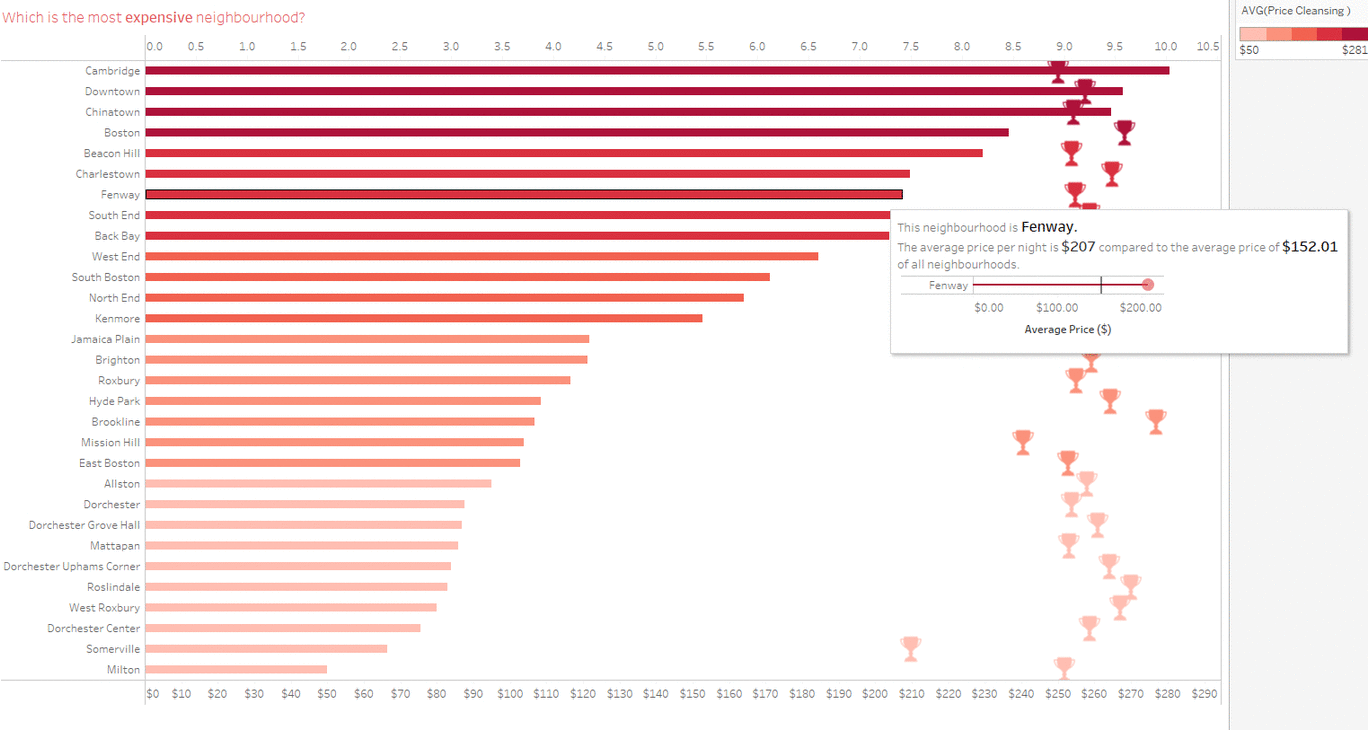 Which is the most expensive neighbourhood?
AVG(Price Cleansing )
$50 $281
0.0 0.5 1.0 1.5 2.0 2.5 3.0 3.5 4.0 4.5 5.0 5.5 6.0 6.5 7.0 7.5 8.0 8.5 9.0 9.5 10.0 10.5
Cambridge
Downtown
Chinatown
Boston
Beacon Hill
Charlestown
Fenway
South End
Back Bay
West End
South Boston
North End
Kenmore
Jamaica Plain
Brighton
Roxbury
Hyde Park
Brookline
Mission Hill
East Boston
Allston
Dorchester
Dorchester Grove Hall
Mattapan
Dorchester Uphams Corner
Roslindale
West Roxbury
Dorchester Center
Somerville
Milton
This neighbourhood is Fenway.
The average price per night is $207 compared to the average price of $152.01
of all neighbourhoods.
Fenway
$0.00 $100.00 $200.00
Average Price ($)
$0 $10 $20 $30 $40 $50 $60 $70 $80 $90 $100 $110 $120 $130 $140 $150 $160 $170 $180 $190 $200 $210 $220 $230 $240 $250 $260 $270 $280 $290